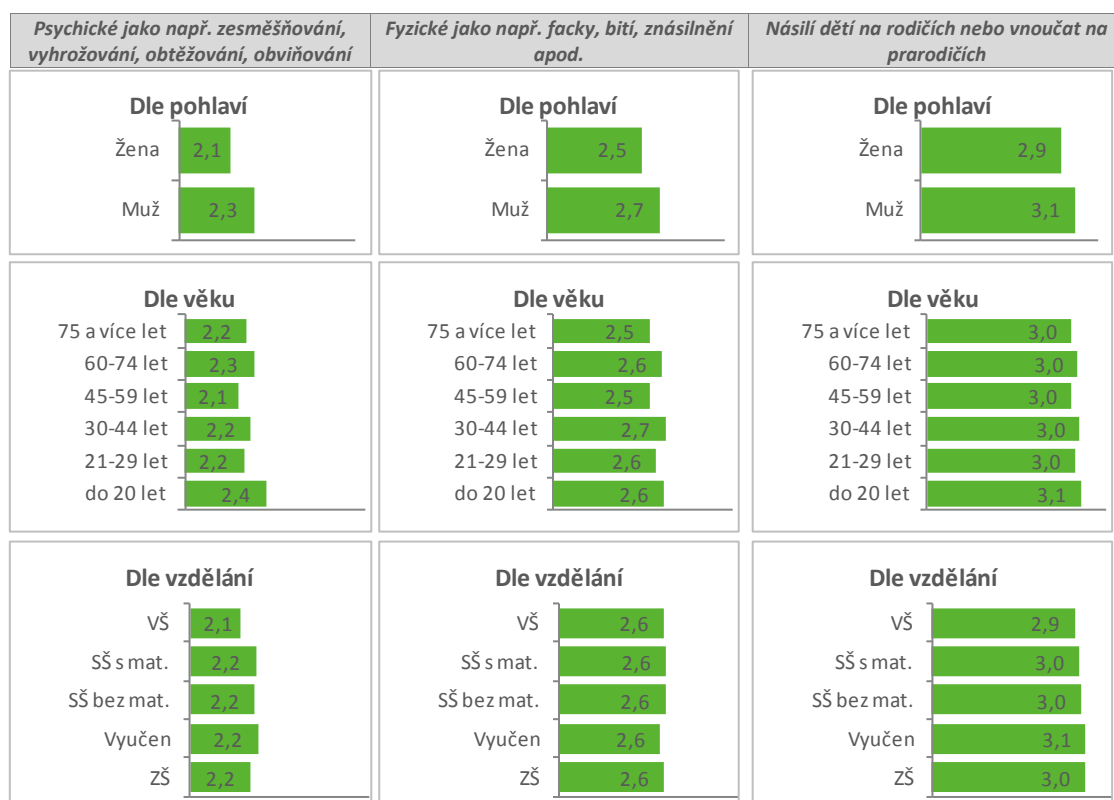 Psychické jako např. zesměšňování,
vyhrožování, obtěžování, obviňování
Fyzické jako např. facky, bití, znásilnění
apod.
Násilí dětí na rodičích nebo vnoučat na
prarodičích
Dle pohlaví
Žena 2,1
Muž 2,3
Dle pohlaví
Žena 2,5
Muž 2,7
Dle pohlaví
Žena 2,9
Muž 3,1
Dle věku
75 a více let 2,2
60-74 let 2,3
45-59 let 2,1
30-44 let 2,2
21-29 let 2,2
do 20 let 2,4
Dle věku
75 a více let 2,5
60-74 let 2,6
45-59 let 2,5
30-44 let 2,7
21-29 let 2,6
do 20 let 2,6
Dle věku
75 a více let 3,0
60-74 let 3,0
45-59 let 3,0
30-44 let 3,0
21-29 let 3,0
do 20 let 3,1
Dle vzdělání
VŠ 2,1
SŠ s mat. 2,2
SŠ bez mat. 2,2
Vyučen 2,2
ZŠ 2,2
Dle vzdělání
VŠ 2,6
SŠ s mat. 2,6
SŠ bez mat. 2,6
Vyučen 2,6
ZŠ 2,6
Dle vzdělání
VŠ 2,9
SŠ s mat. 3,0
SŠ bez mat. 3,0
Vyučen 3,1
ZŠ 3,0